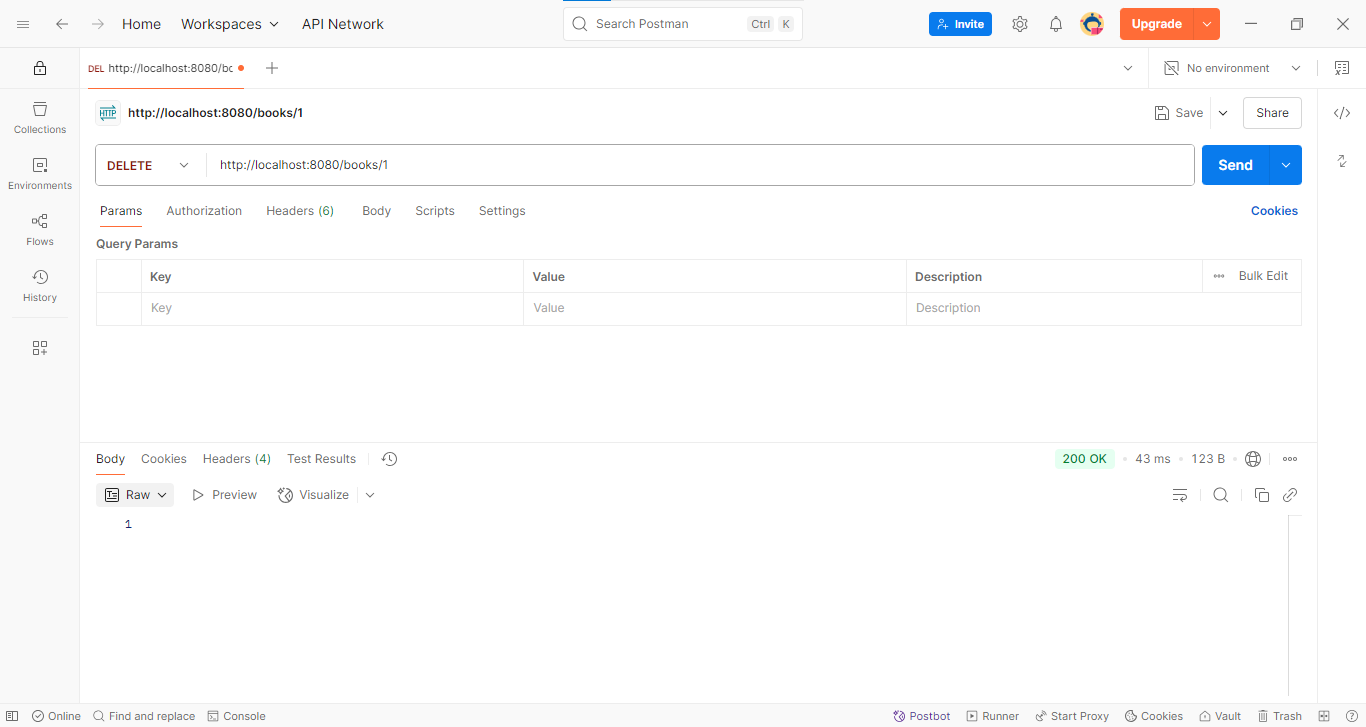 Home Workspaces API Network Search Postman Ctrl K Invite Upgrade
DEL http://localhost:8080/bo No environment
HTTP http://localhost:8080/books/1 Save Share
Collections
DELETE http://localhost:8080/books/1 Send
Environments
Params Authorization Headers (6) Body Scripts Settings Cookies
Flows
Query Params
Key Value Description Bulk Edit
History
Key Value Description
Body Cookies Headers (4) Test Results 200 OK 43 ms 123 B
Raw Preview Visualize
1
Online Find and replace Console Postbot Runner Start Proxy Cookies Vault Trash